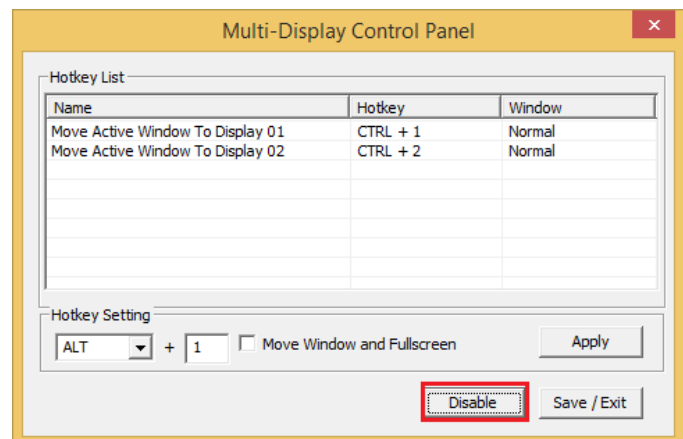 Multi-Display Control Panel
Hotkey List
Name Hotkey Window
Move Active Window To Display 01 CTRL + 1 Normal
Move Active Window To Display 02 CTRL + 2 Normal
Hotkey Setting
ALT + 1 Move Window and Fullscreen Apply
Disable Save / Exit